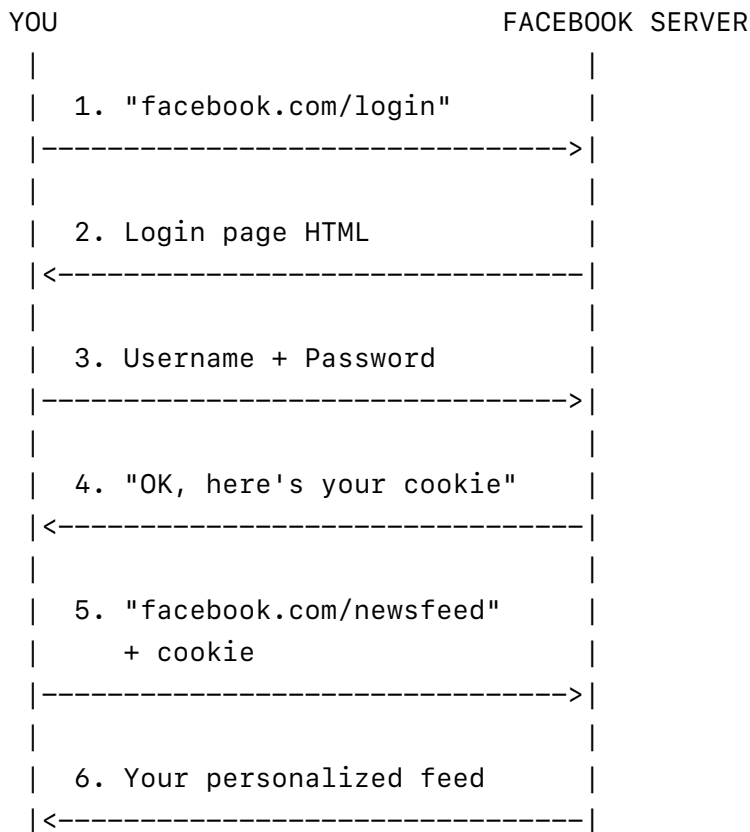 YOU FACEBOOK SERVER
1. "facebook.com/login"
2. Login page HTML
3. Username + Password
4. "OK, here's your cookie"
5. "facebook.com/newsfeed"
+ cookie
6. Your personalized feed